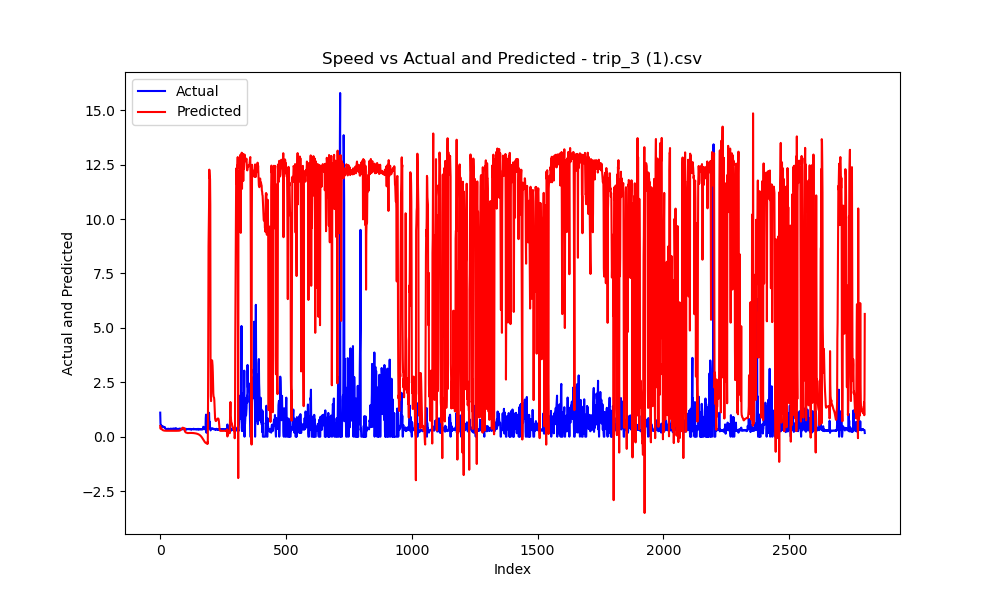 Speed vs Actual and Predicted - trip_3 (1).csv
Actual
Predicted
15.0
12.5
10.0
7.5
5.0
2.5
0.0
−2.5
Actual and Predicted
0 500 1000 1500 2000 2500
Index